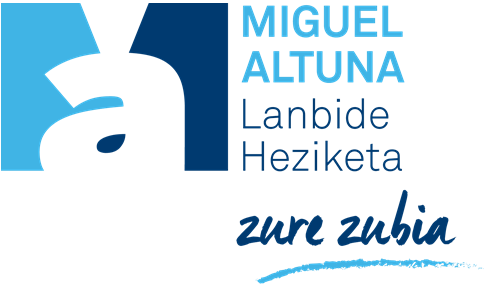 a
MIGUEL
ALTUNA
Lanbide
Heziketa
zure zubia